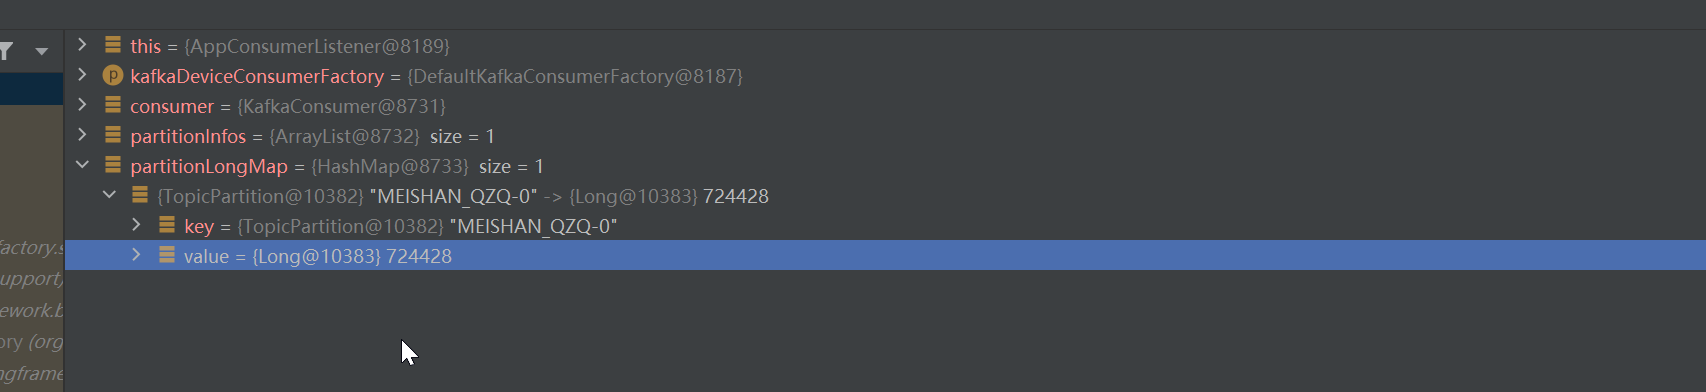 this = {AppConsumerListener@8189}
p kafkaDeviceConsumerFactory = {DefaultKafkaConsumerFactory@8187}
consumer = {KafkaConsumer@8731}
partitionInfos = {ArrayList@8732} size = 1
partitionLongMap = {HashMap@8733} size = 1
{TopicPartition@10382} "MEISHAN_QZQ-0" -> {Long@10383} 724428
key = {TopicPartition@10382} "MEISHAN_QZQ-0"
factory.s
value = {Long@10383} 724428
upport)
ework.b
ory (org
ngframe